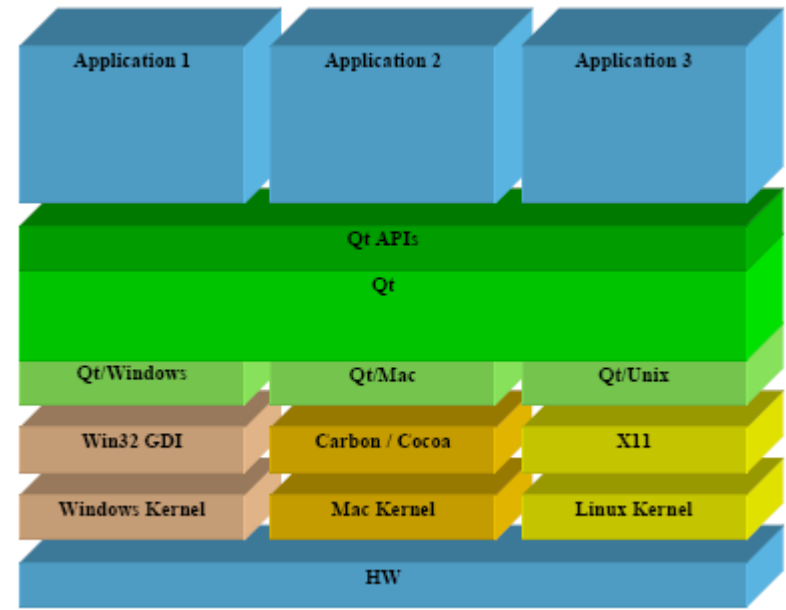 Application 1
Application 2
Application 3
Qt APIs
Qt
Qt/Windows
Qt/Mac
Qt/Unix
Win32 GDI
Carbon / Cocoa
X11
Windows Kernel
Mac Kernel
Linux Kernel
HW